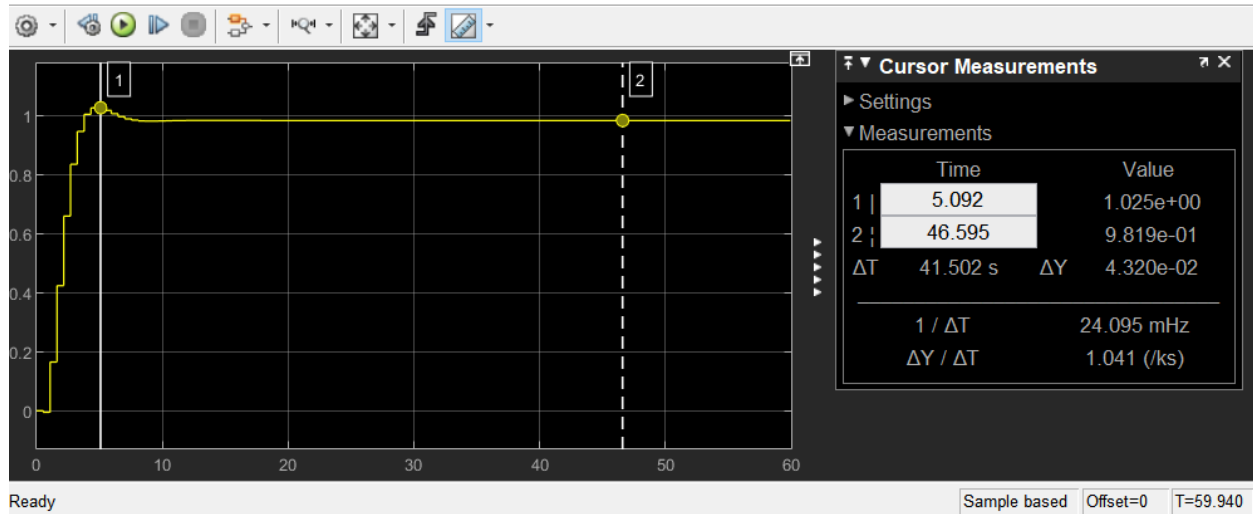 1
2
1
0.8
0.6
0.4
0.2
0
0 10 20 30 40 50 60
Cursor Measurements
Settings
Measurements
Time Value
1 | 5.092 1.025e+00
2 ¦ 46.595 9.819e-01
ΔT 41.502 s ΔY 4.320e-02
1 / ΔT 24.095 mHz
ΔY / ΔT 1.041 (/ks)
Ready Sample based Offset=0 T=59.940